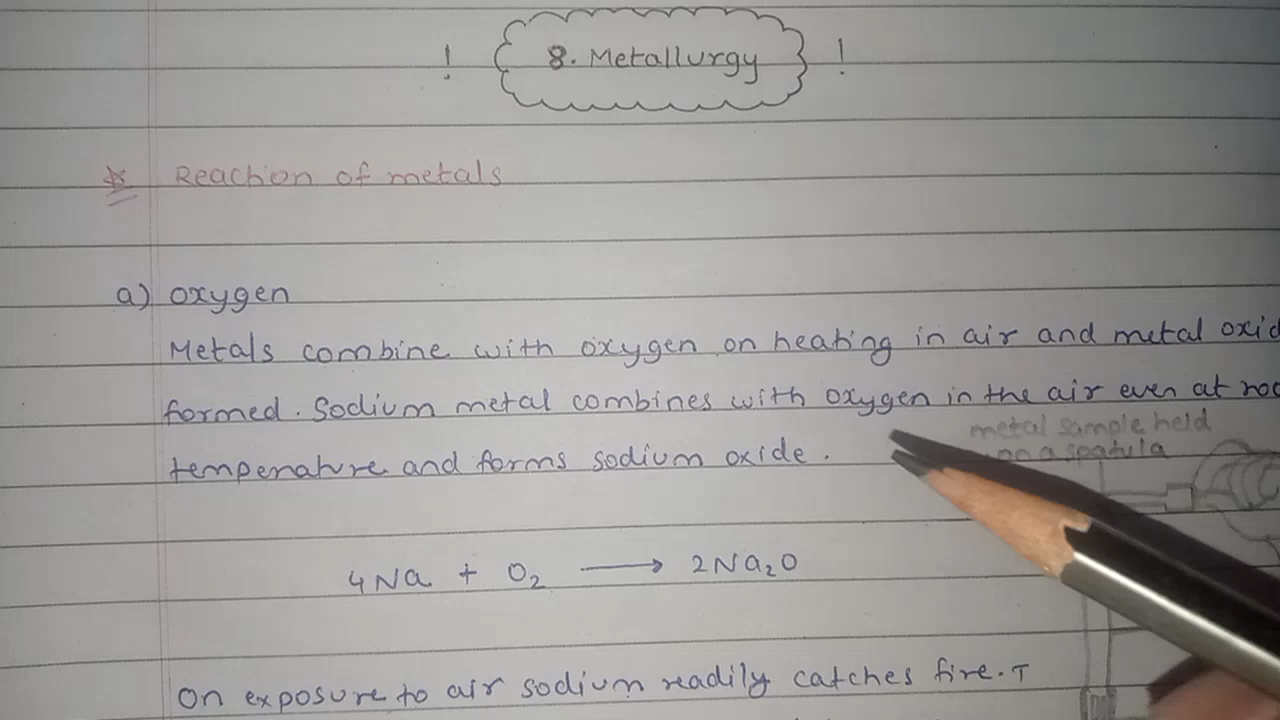 ! 8. Metallurgy !
* Reaction of metals
a) oxygen
Metals combine with oxygen on heating in air and metal oxid
formed. Sodium metal combines with oxygen in the air even at roo
metal sample held
on a spatula
temperature and forms sodium oxide.
4Na + O₂ ⟶ 2Na₂O
On exposure to air sodium readily catches fire. T